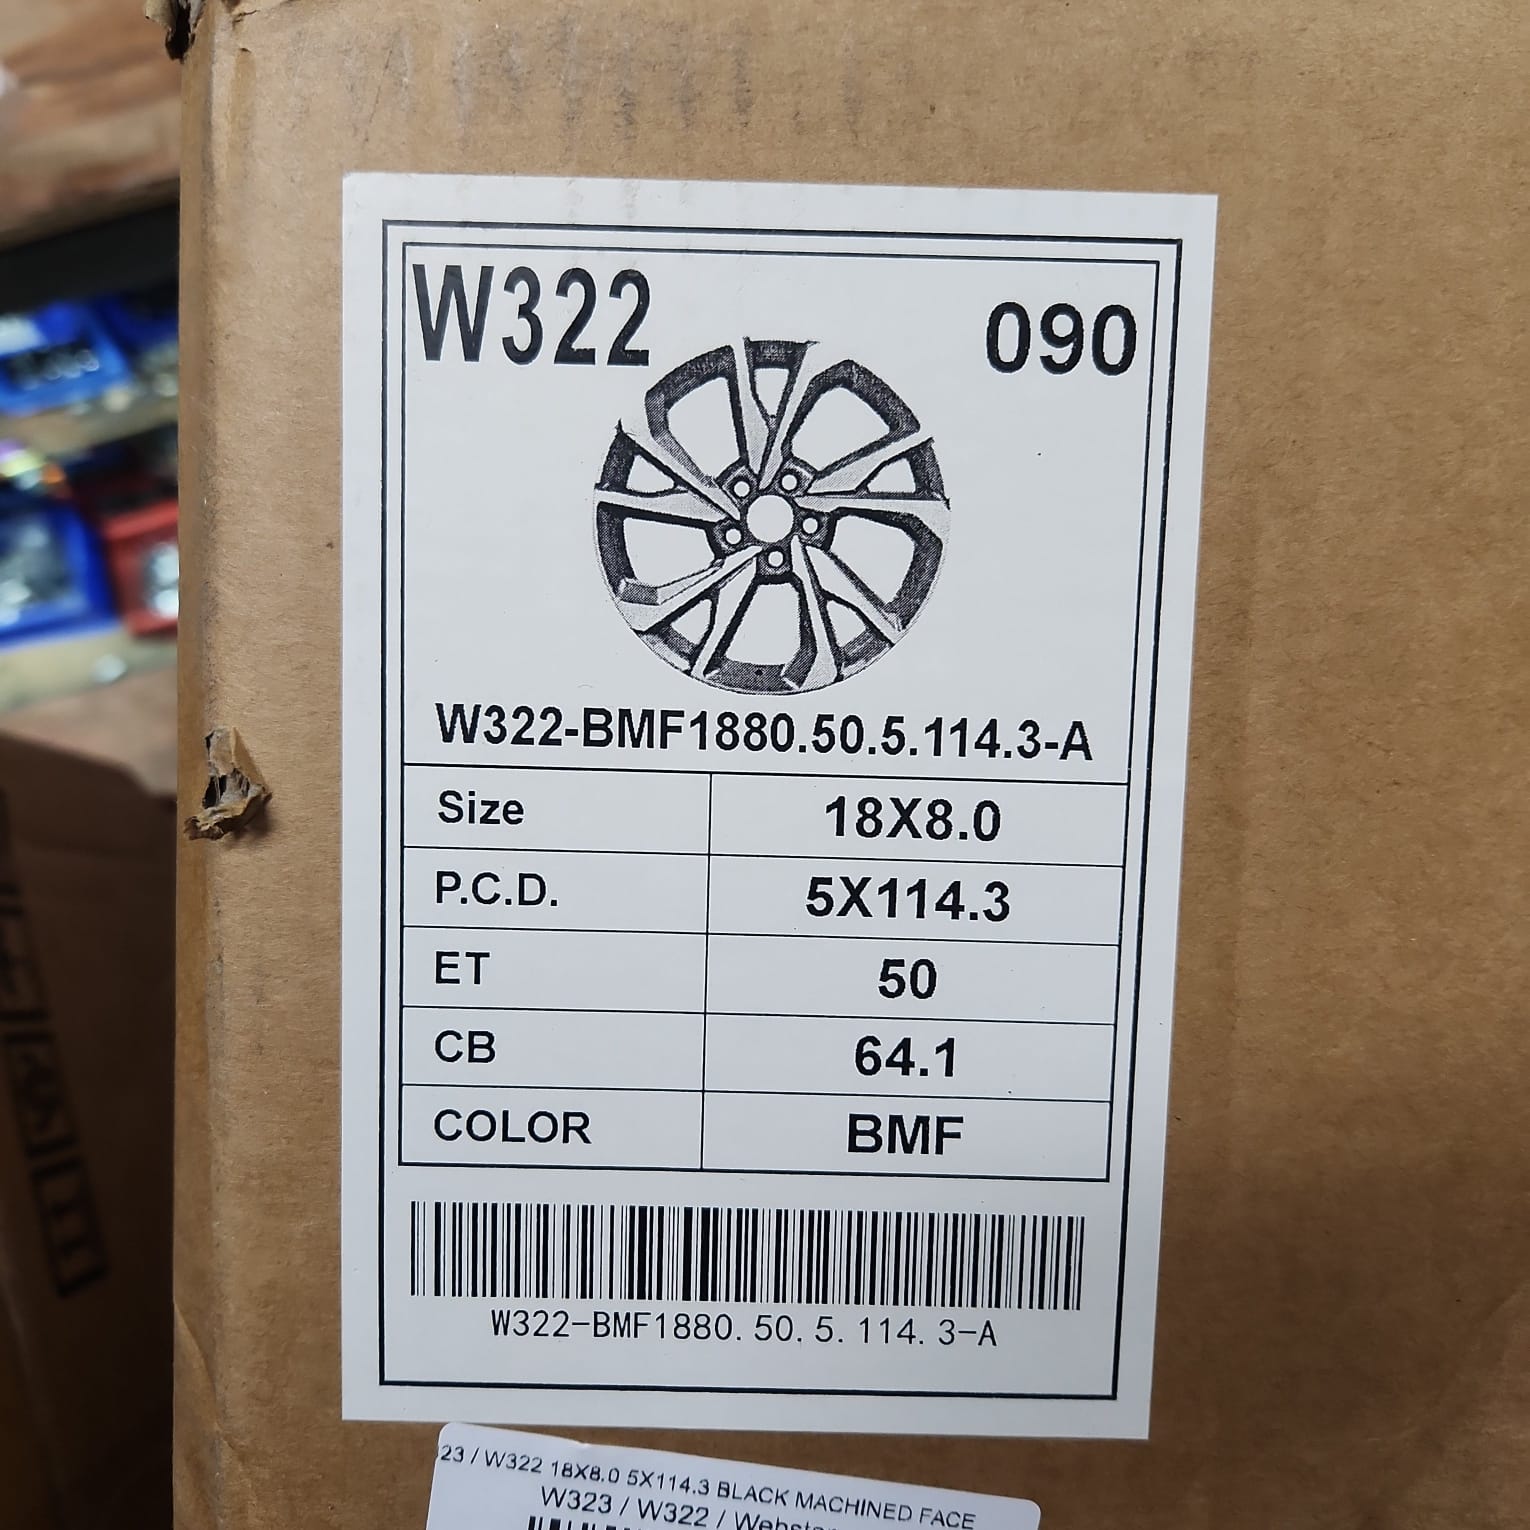 W322
090
W322-BMF1880.50.5.114.3-A
Size 18X8.0
P.C.D. 5X114.3
ET 50
CB 64.1
COLOR BMF
W322-BMF1880.50.5.114.3-A
23 / W322 18X8.0 5X114.3 BLACK MACHINED FACE
W323 / W322 /